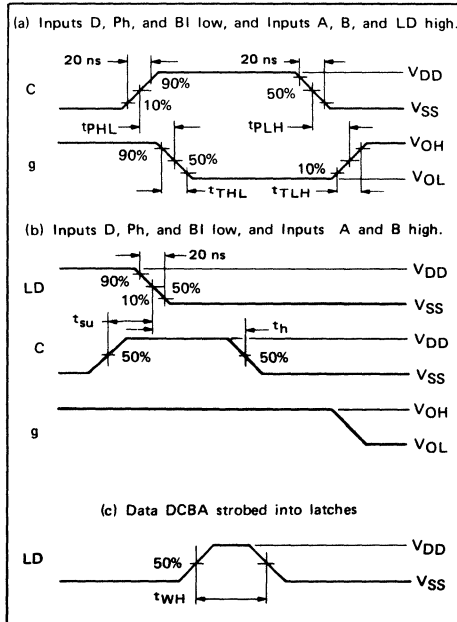 (a) Inputs D, Ph, and BI low, and Inputs A, B, and LD high.
20 ns
20 ns
C
90%
10%
50%
VDD
VSS
tPHL
tPLH
g
90%
50%
10%
VOH
VOL
tTHL
tTLH
(b) Inputs D, Ph, and BI low, and Inputs A and B high.
20 ns
LD
90%
10%
50%
VDD
VSS
tsu
th
C
50%
50%
VDD
VSS
g
VOH
VOL
(c) Data DCBA strobed into latches
LD
50%
VDD
VSS
tWH